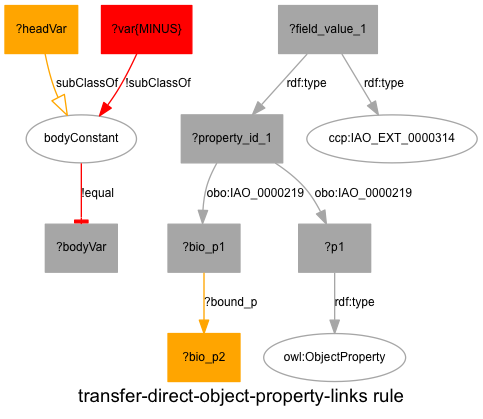 ?headVar
?var{MINUS}
?field_value_1
subClassOf
!subClassOf
rdf:type
rdf:type
bodyConstant
?property_id_1
ccp:IAO_EXT_0000314
!equal
obo:IAO_0000219
obo:IAO_0000219
?bodyVar
?bio_p1
?p1
?bound_p
rdf:type
?bio_p2
owl:ObjectProperty
transfer-direct-object-property-links rule